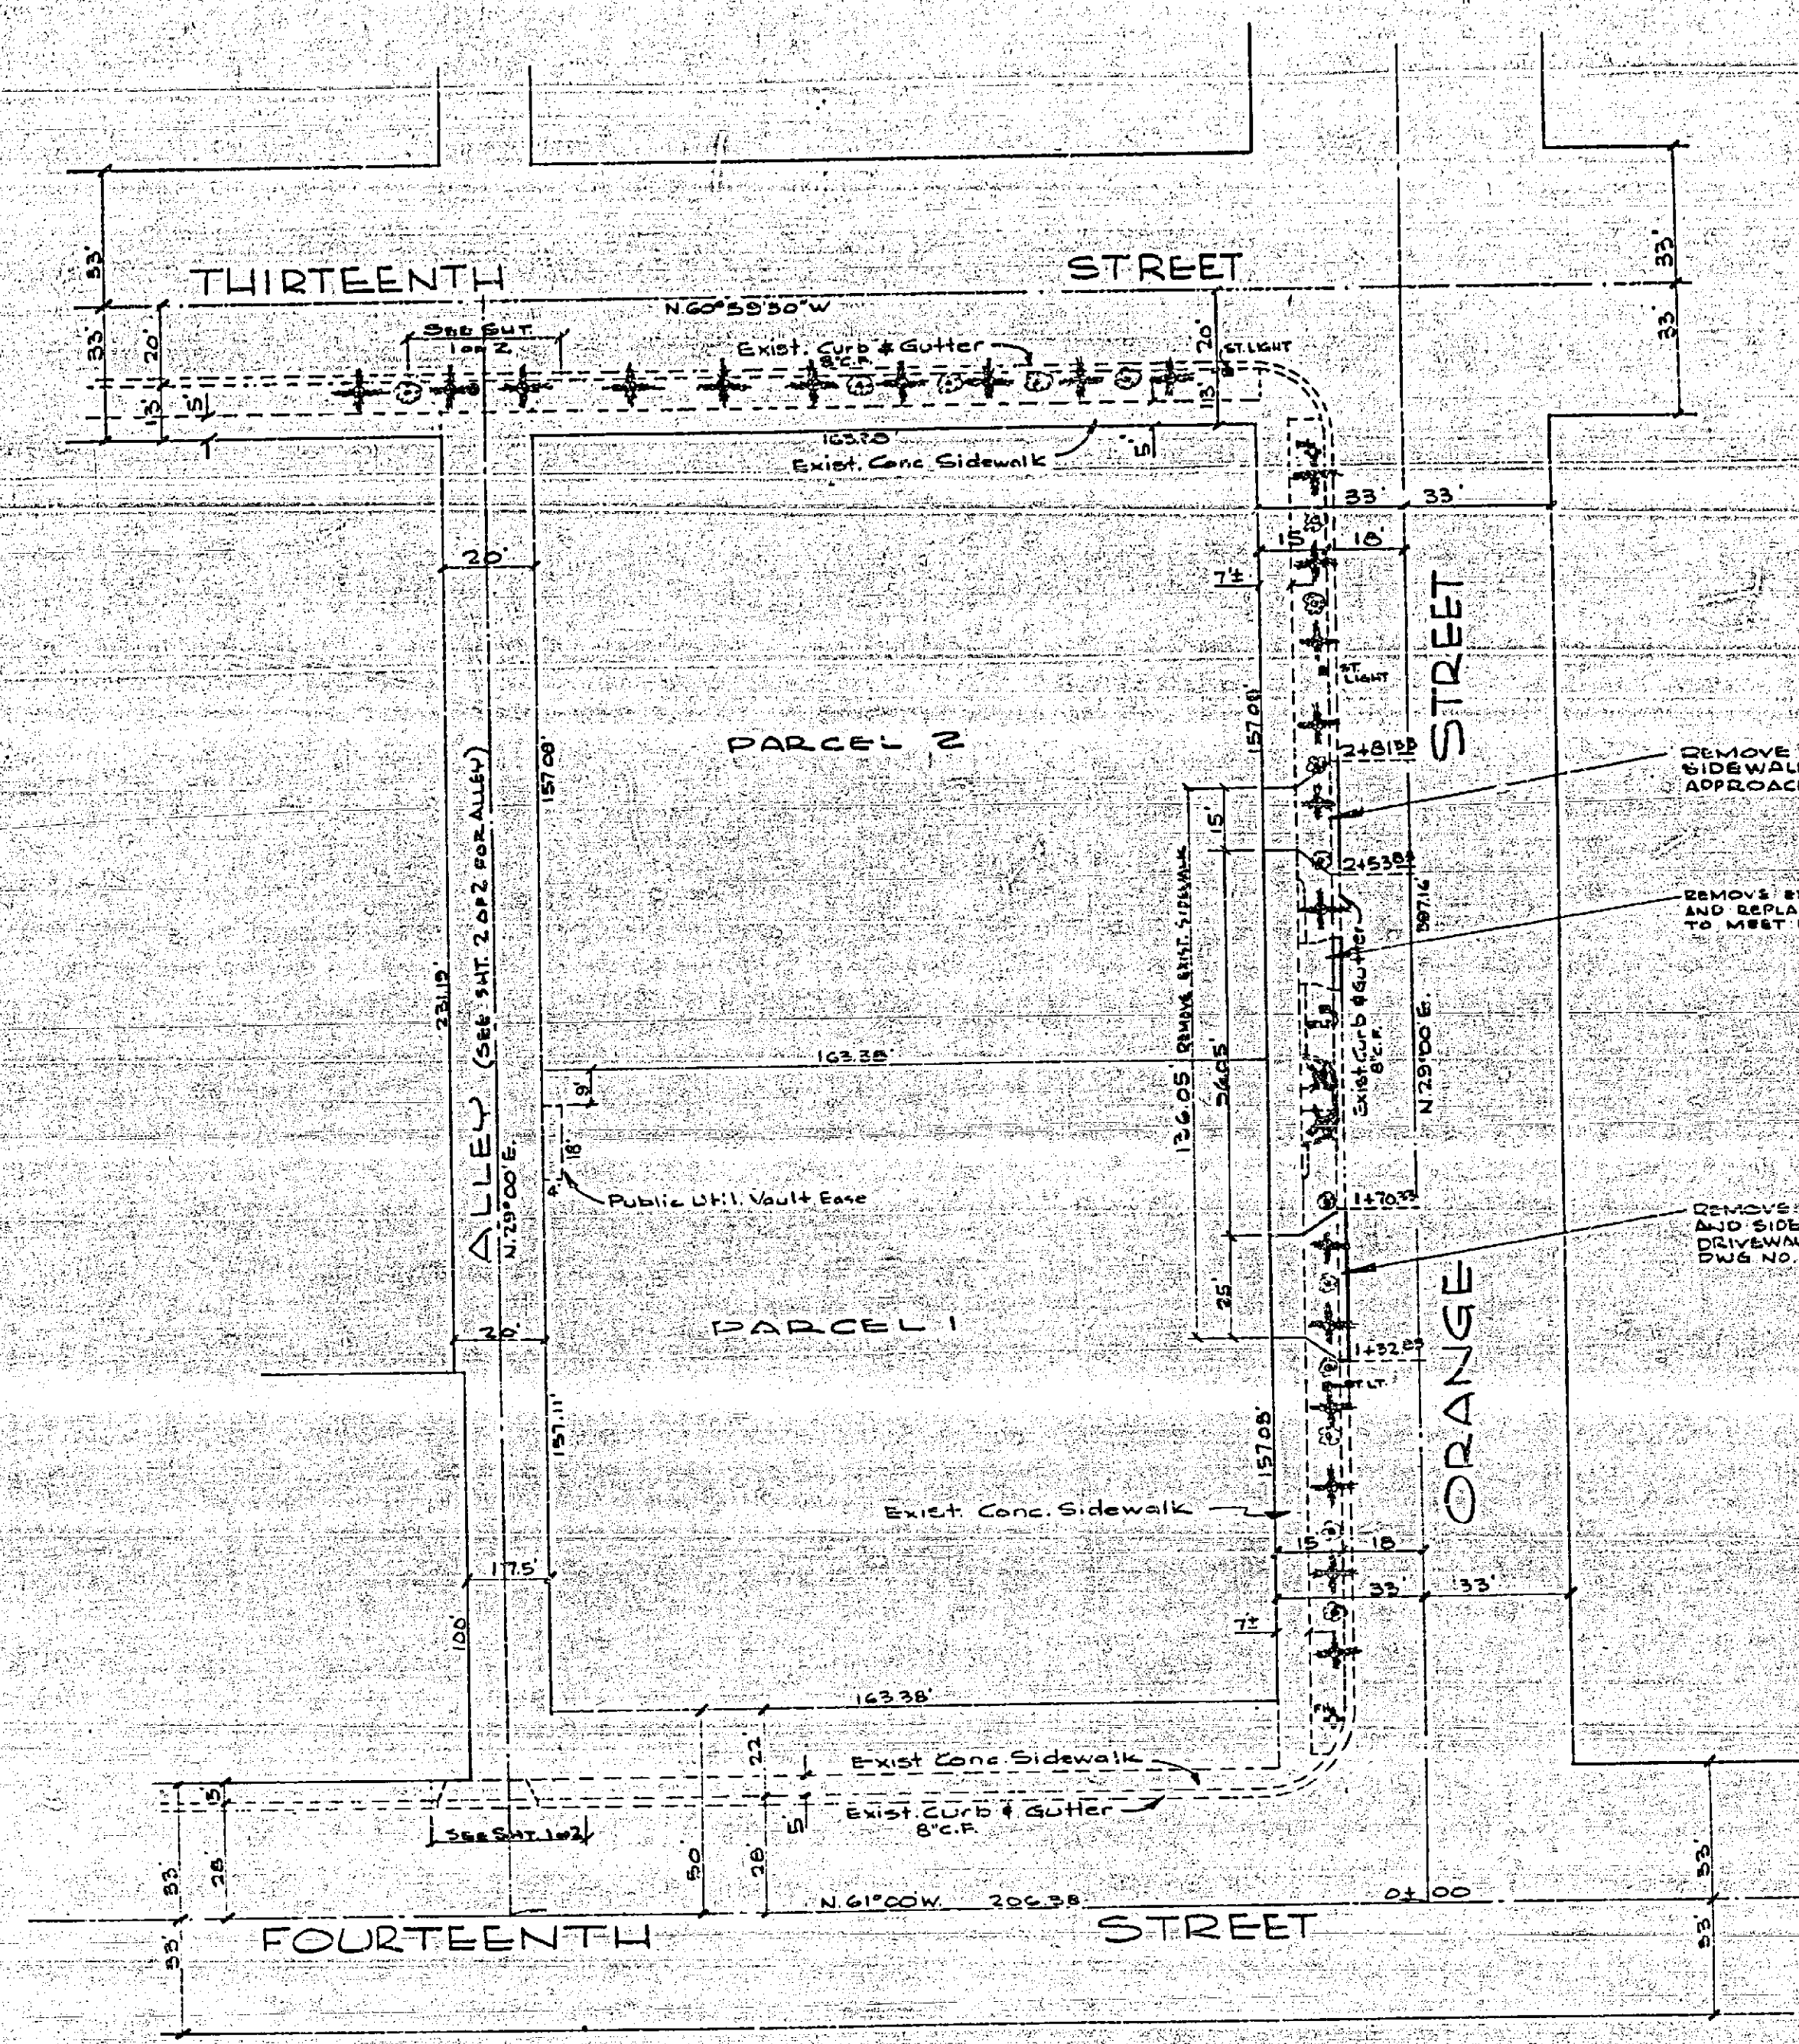 THIRTEENTH STREET
33'
33'
N.60°59'30"W
33'
33'
20'
13'
5'
SEE SHT.
1 OF 2
Exist. Curb & Gutter
8"C.F.
20'
ST. LIGHT
13'
163.28'
Exist. Conc. Sidewalk
5'
33' 33'
15' 18'
7'±
20'
STREET
ST.
LIGHT
157.08'
157.08'
PARCEL 2
2+81
REMOVE
SIDEWAL
APPROAC
15'
2+53
ALLEY (SEE SHT. 2 OF 2 FOR ALLEY)
N.29°00'E.
231.19'
136.05' REMOVE EXIST. SIDEWALK
96.05'
Exist. Curb & Gutter
8"C.F.
397.16'
N.29°00'E.
REMOVE E
AND REPLA
TO MEET
163.38'
9'
18'
4'
Public Util. Vault Ease
1+70.33
REMOVE
AND SIDE
DRIVEWA
DWG NO.
25'
PARCEL 1
20'
1+32
ST. LT.
157.11'
157.08'
ORANGE
Exist. Conc. Sidewalk
15' 18
33' 33'
17.5'
100'
7'±
163.38'
22'
Exist Conc. Sidewalk
Exist. Curb & Gutter
8"C.F.
5'
5'
SEE SHT. 1 of 2
50'
28'
28'
33'
33'
33'
33'
N.61°00W. 206.38
0+00
FOURTEENTH STREET